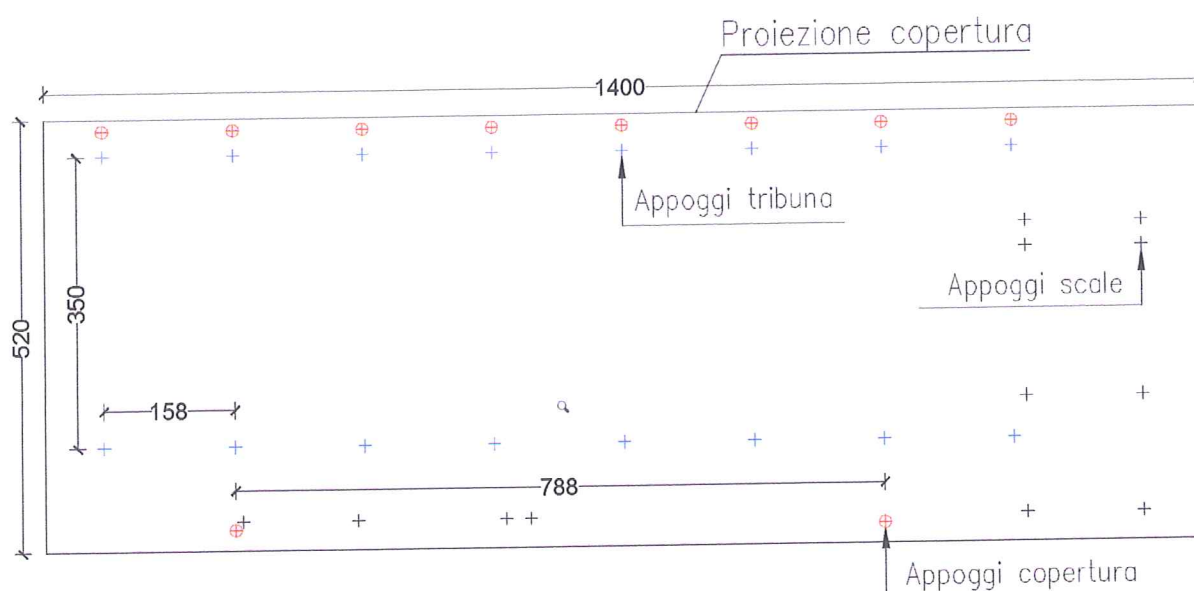 Proiezione copertura
1400
Appoggi tribuna
Appoggi scale
350
520
158
788
Appoggi copertura